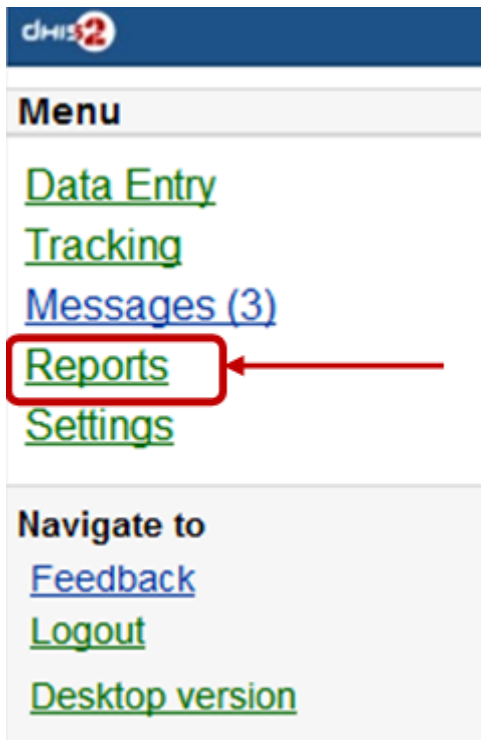 dHIS2
Menu
Data Entry
Tracking
Messages (3)
Reports
Settings
Navigate to
Feedback
Logout
Desktop version